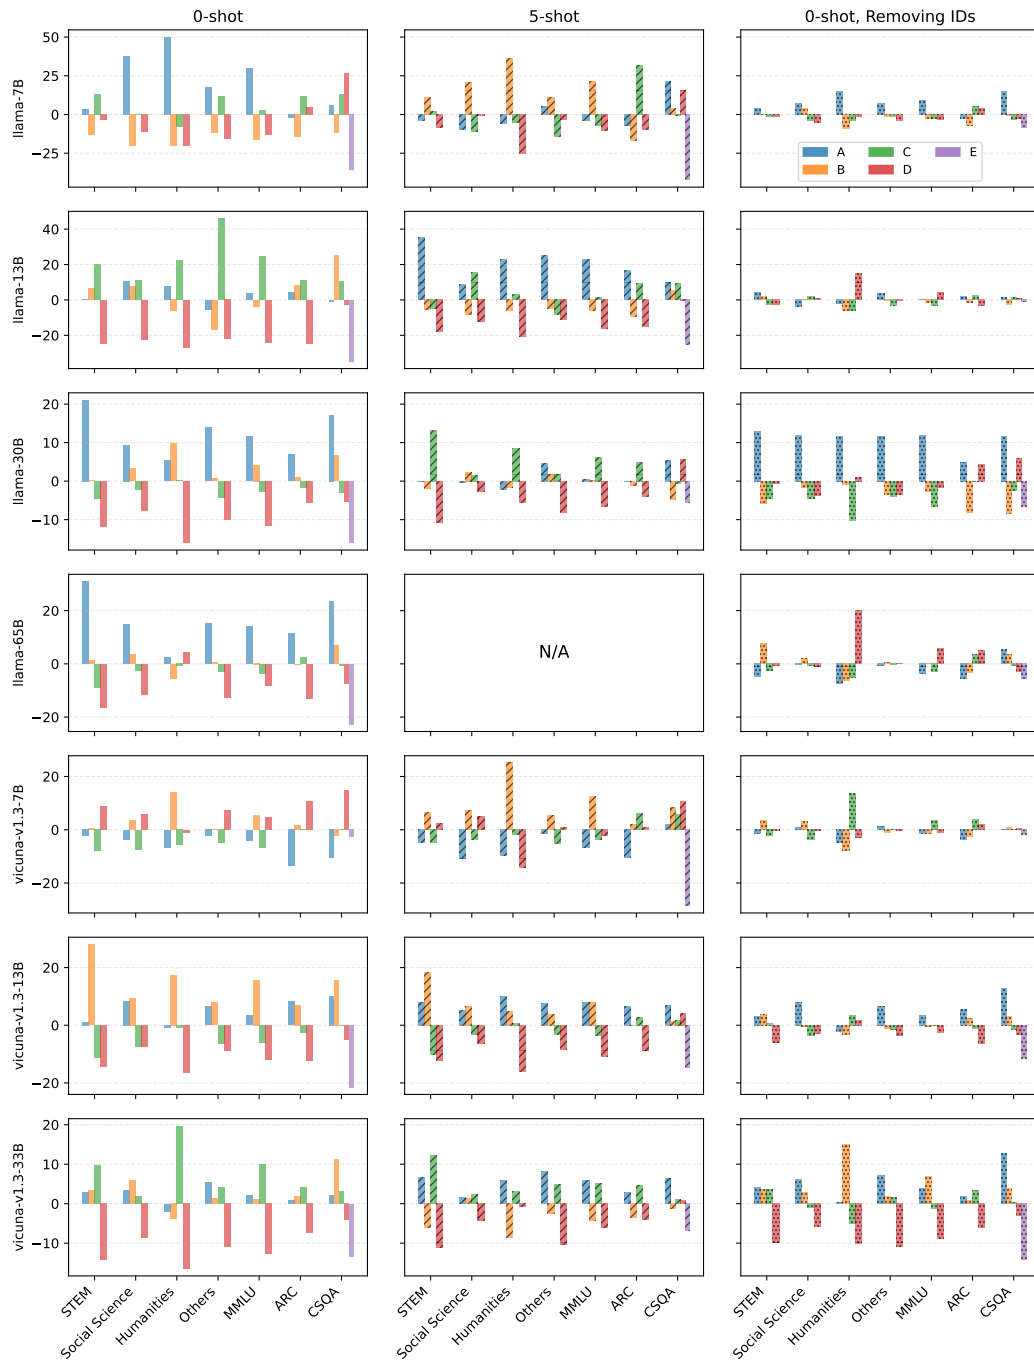 0-shot
5-shot
0-shot, Removing IDs
llama-7B
50
25
0
−25
A
B
C
D
E
llama-13B
40
20
0
−20
llama-30B
20
10
0
−10
llama-65B
20
0
−20
N/A
vicuna-v1.3-7B
20
0
−20
vicuna-v1.3-13B
20
0
−20
vicuna-v1.3-33B
20
10
0
−10
STEM
Social Science
Humanities
Others
MMLU
ARC
CSQA
STEM
Social Science
Humanities
Others
MMLU
ARC
CSQA
STEM
Social Science
Humanities
Others
MMLU
ARC
CSQA